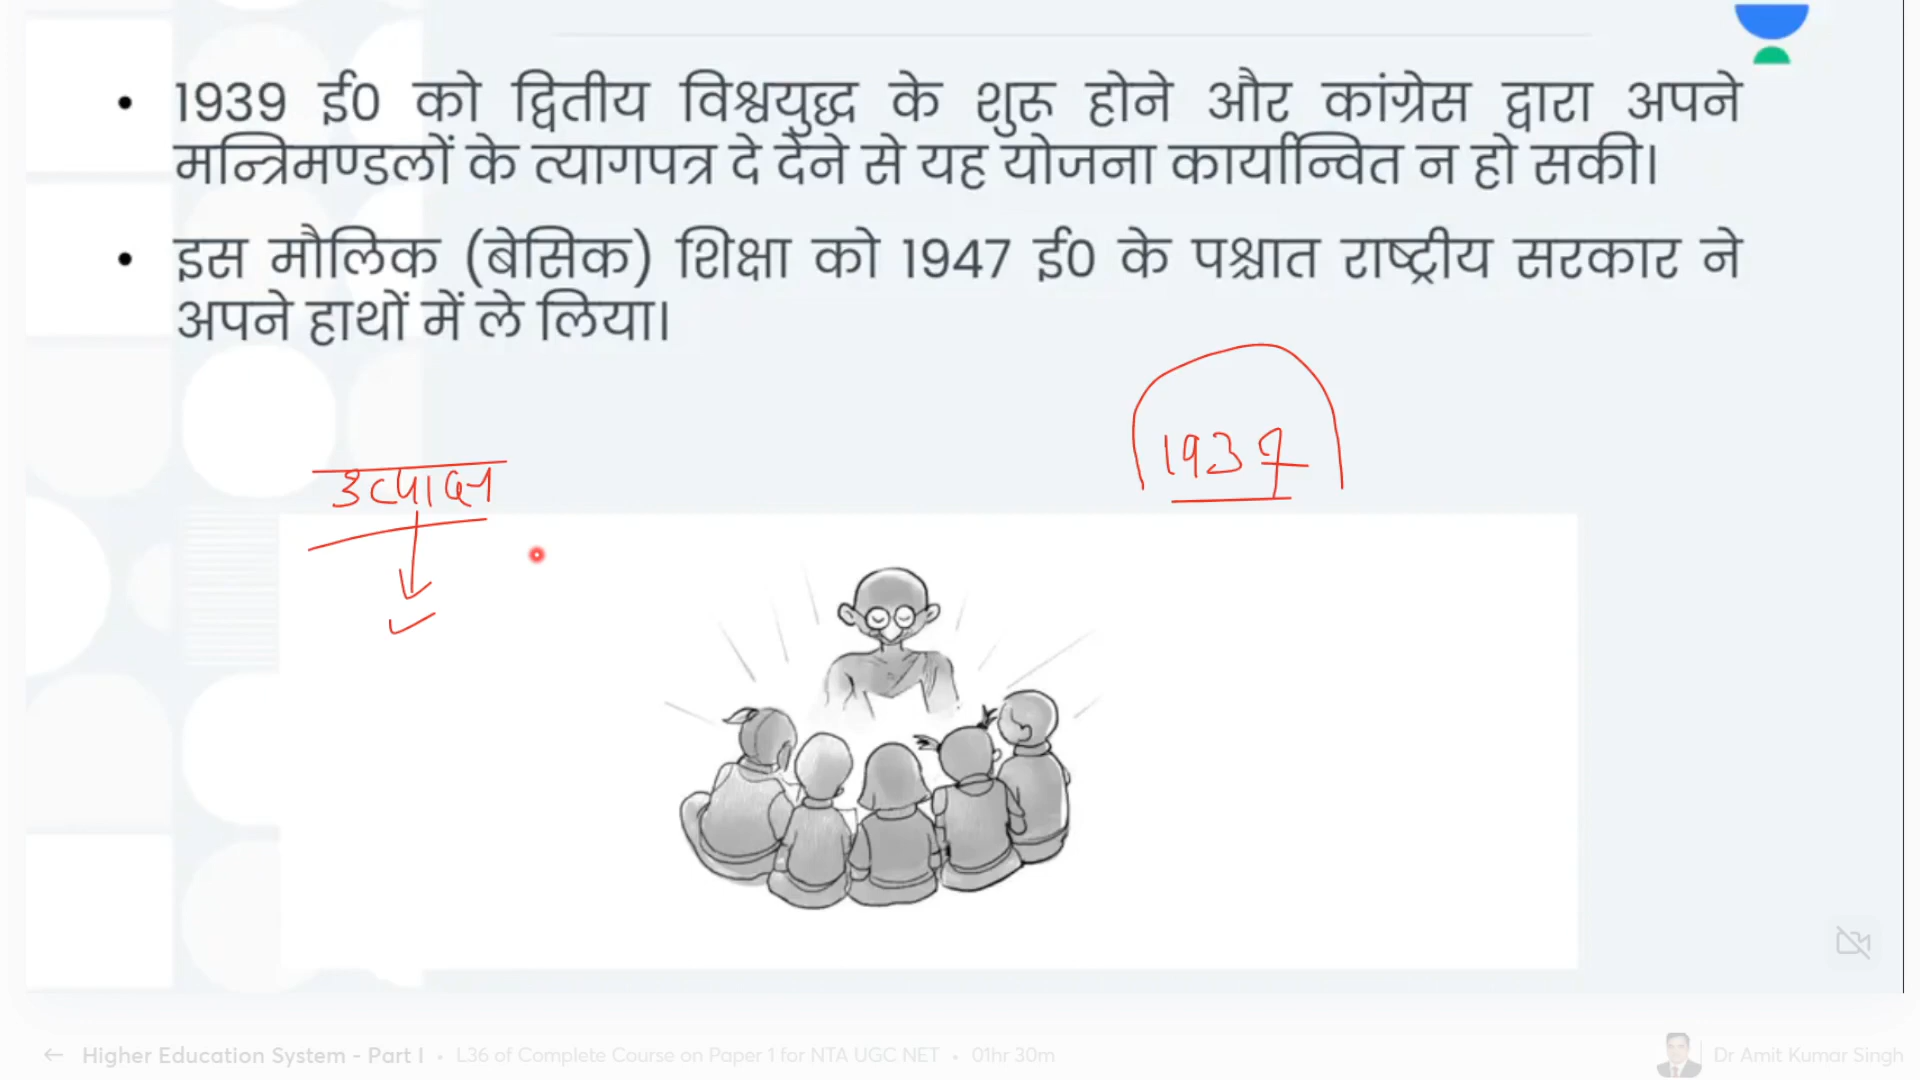 • 1939 ई0 को द्वितीय विश्वयुद्ध के शुरू होने और कांग्रेस द्वारा अपने
मन्त्रिमण्डलों के त्यागपत्र दे देने से यह योजना कार्यान्वित न हो सकी।
• इस मौलिक (बेसिक) शिक्षा को 1947 ई0 के पश्चात राष्ट्रीय सरकार ने
अपने हाथों में ले लिया।
1937
उत्पादन
← Higher Education System - Part I • L36 of Complete Course on Paper 1 for NTA UGC NET • 01hr 30m
Dr Amit Kumar Singh